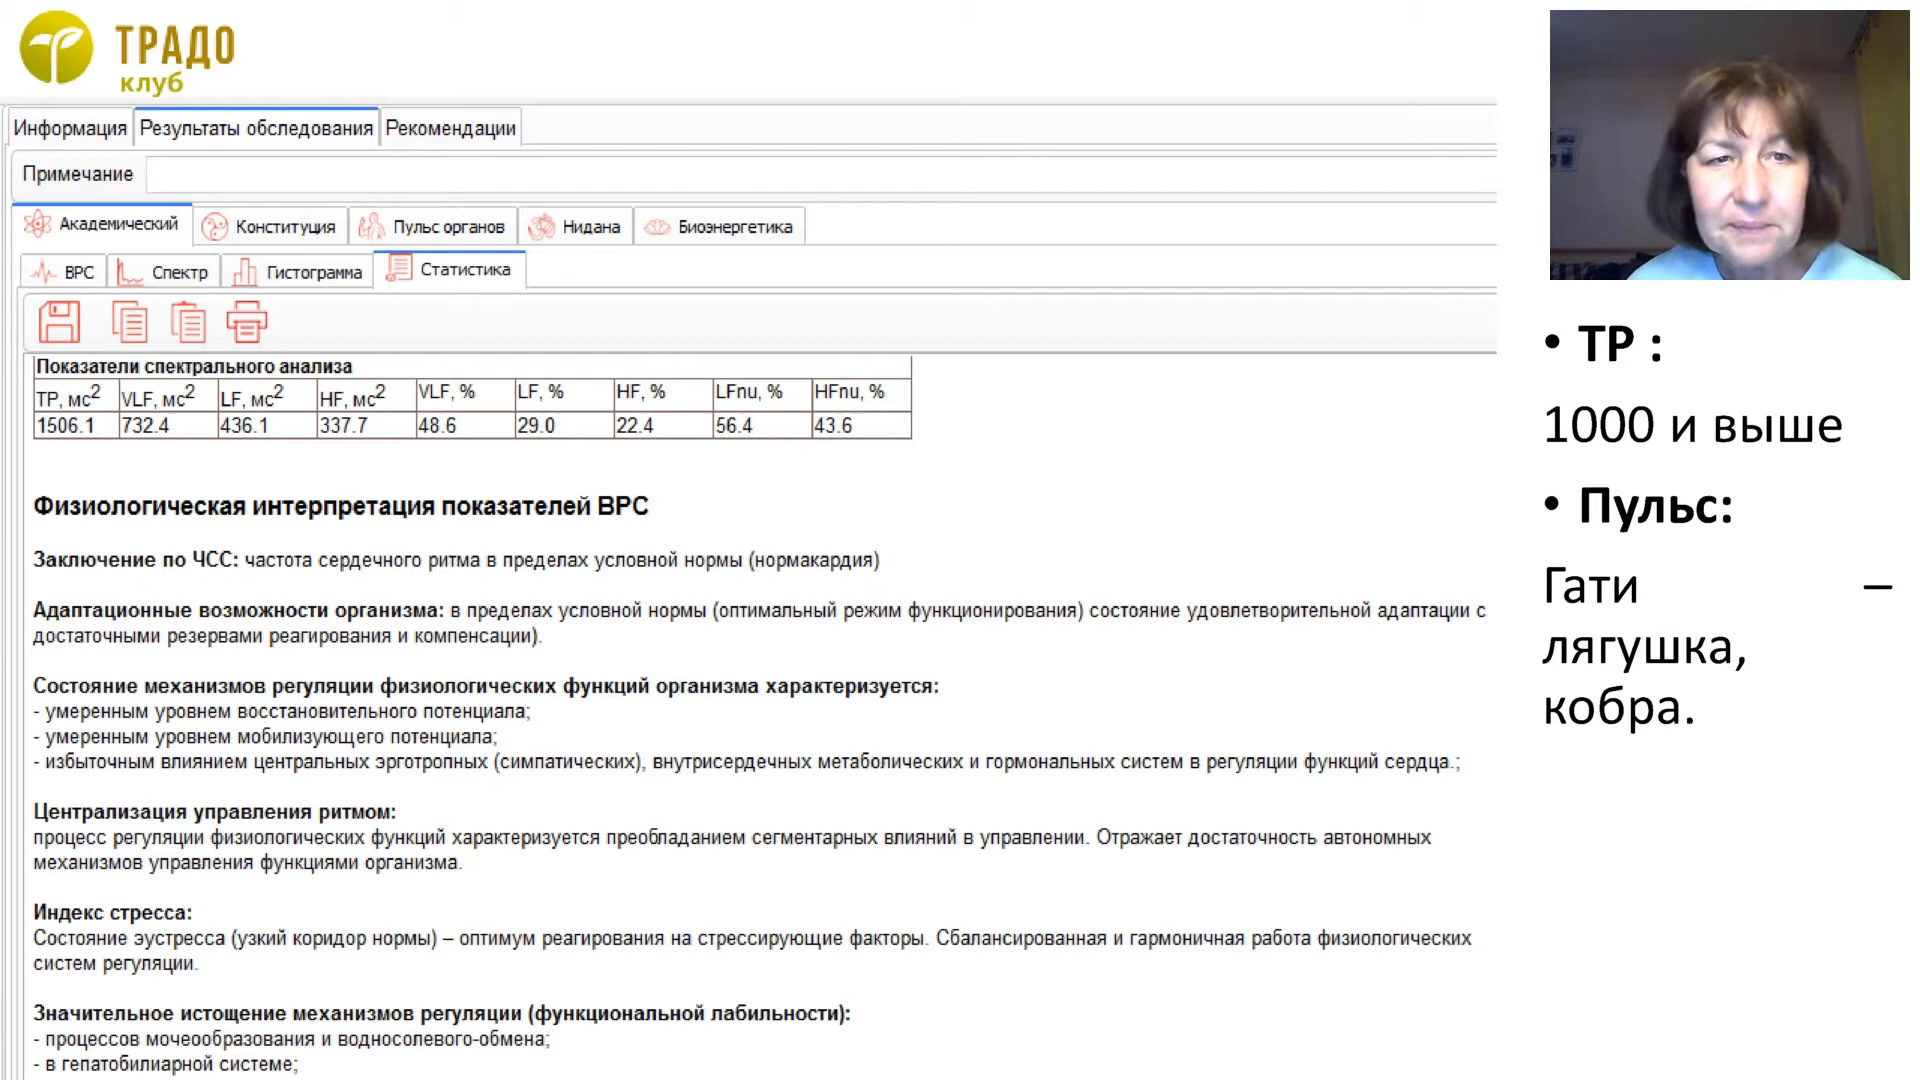 ТРАДО
клуб
Информация Результаты обследования Рекомендации
Примечание
Академический Конституция Пульс органов Нидана Биоэнергетика
ВРС Спектр Гистограмма Статистика
Показатели спектрального анализа
TP, мс2 VLF, мс2 LF, мс2 HF, мс2 VLF, % LF, % HF, % LFnu, % HFnu, %
1506.1 732.4 436.1 337.7 48.6 29.0 22.4 56.4 43.6
Физиологическая интерпретация показателей ВРС
Заключение по ЧСС: частота сердечного ритма в пределах условной нормы (нормакардия)
Адаптационные возможности организма: в пределах условной нормы (оптимальный режим функционирования) состояние удовлетворительной адаптации с
достаточными резервами реагирования и компенсации).
Состояние механизмов регуляции физиологических функций организма характеризуется:
- умеренным уровнем восстановительного потенциала;
- умеренным уровнем мобилизующего потенциала;
- избыточным влиянием центральных эрготропных (симпатических), внутрисердечных метаболических и гормональных систем в регуляции функций сердца.;
Централизация управления ритмом:
процесс регуляции физиологических функций характеризуется преобладанием сегментарных влияний в управлении. Отражает достаточность автономных
механизмов управления функциями организма.
Индекс стресса:
Состояние эустресса (узкий коридор нормы) – оптимум реагирования на стрессирующие факторы. Сбалансированная и гармоничная работа физиологических
систем регуляции.
Значительное истощение механизмов регуляции (функциональной лабильности):
- процессов мочеообразования и водносолевого-обмена;
- в гепатобилиарной системе;
• ТР :
1000 и выше
• Пульс:
Гати –
лягушка,
кобра.